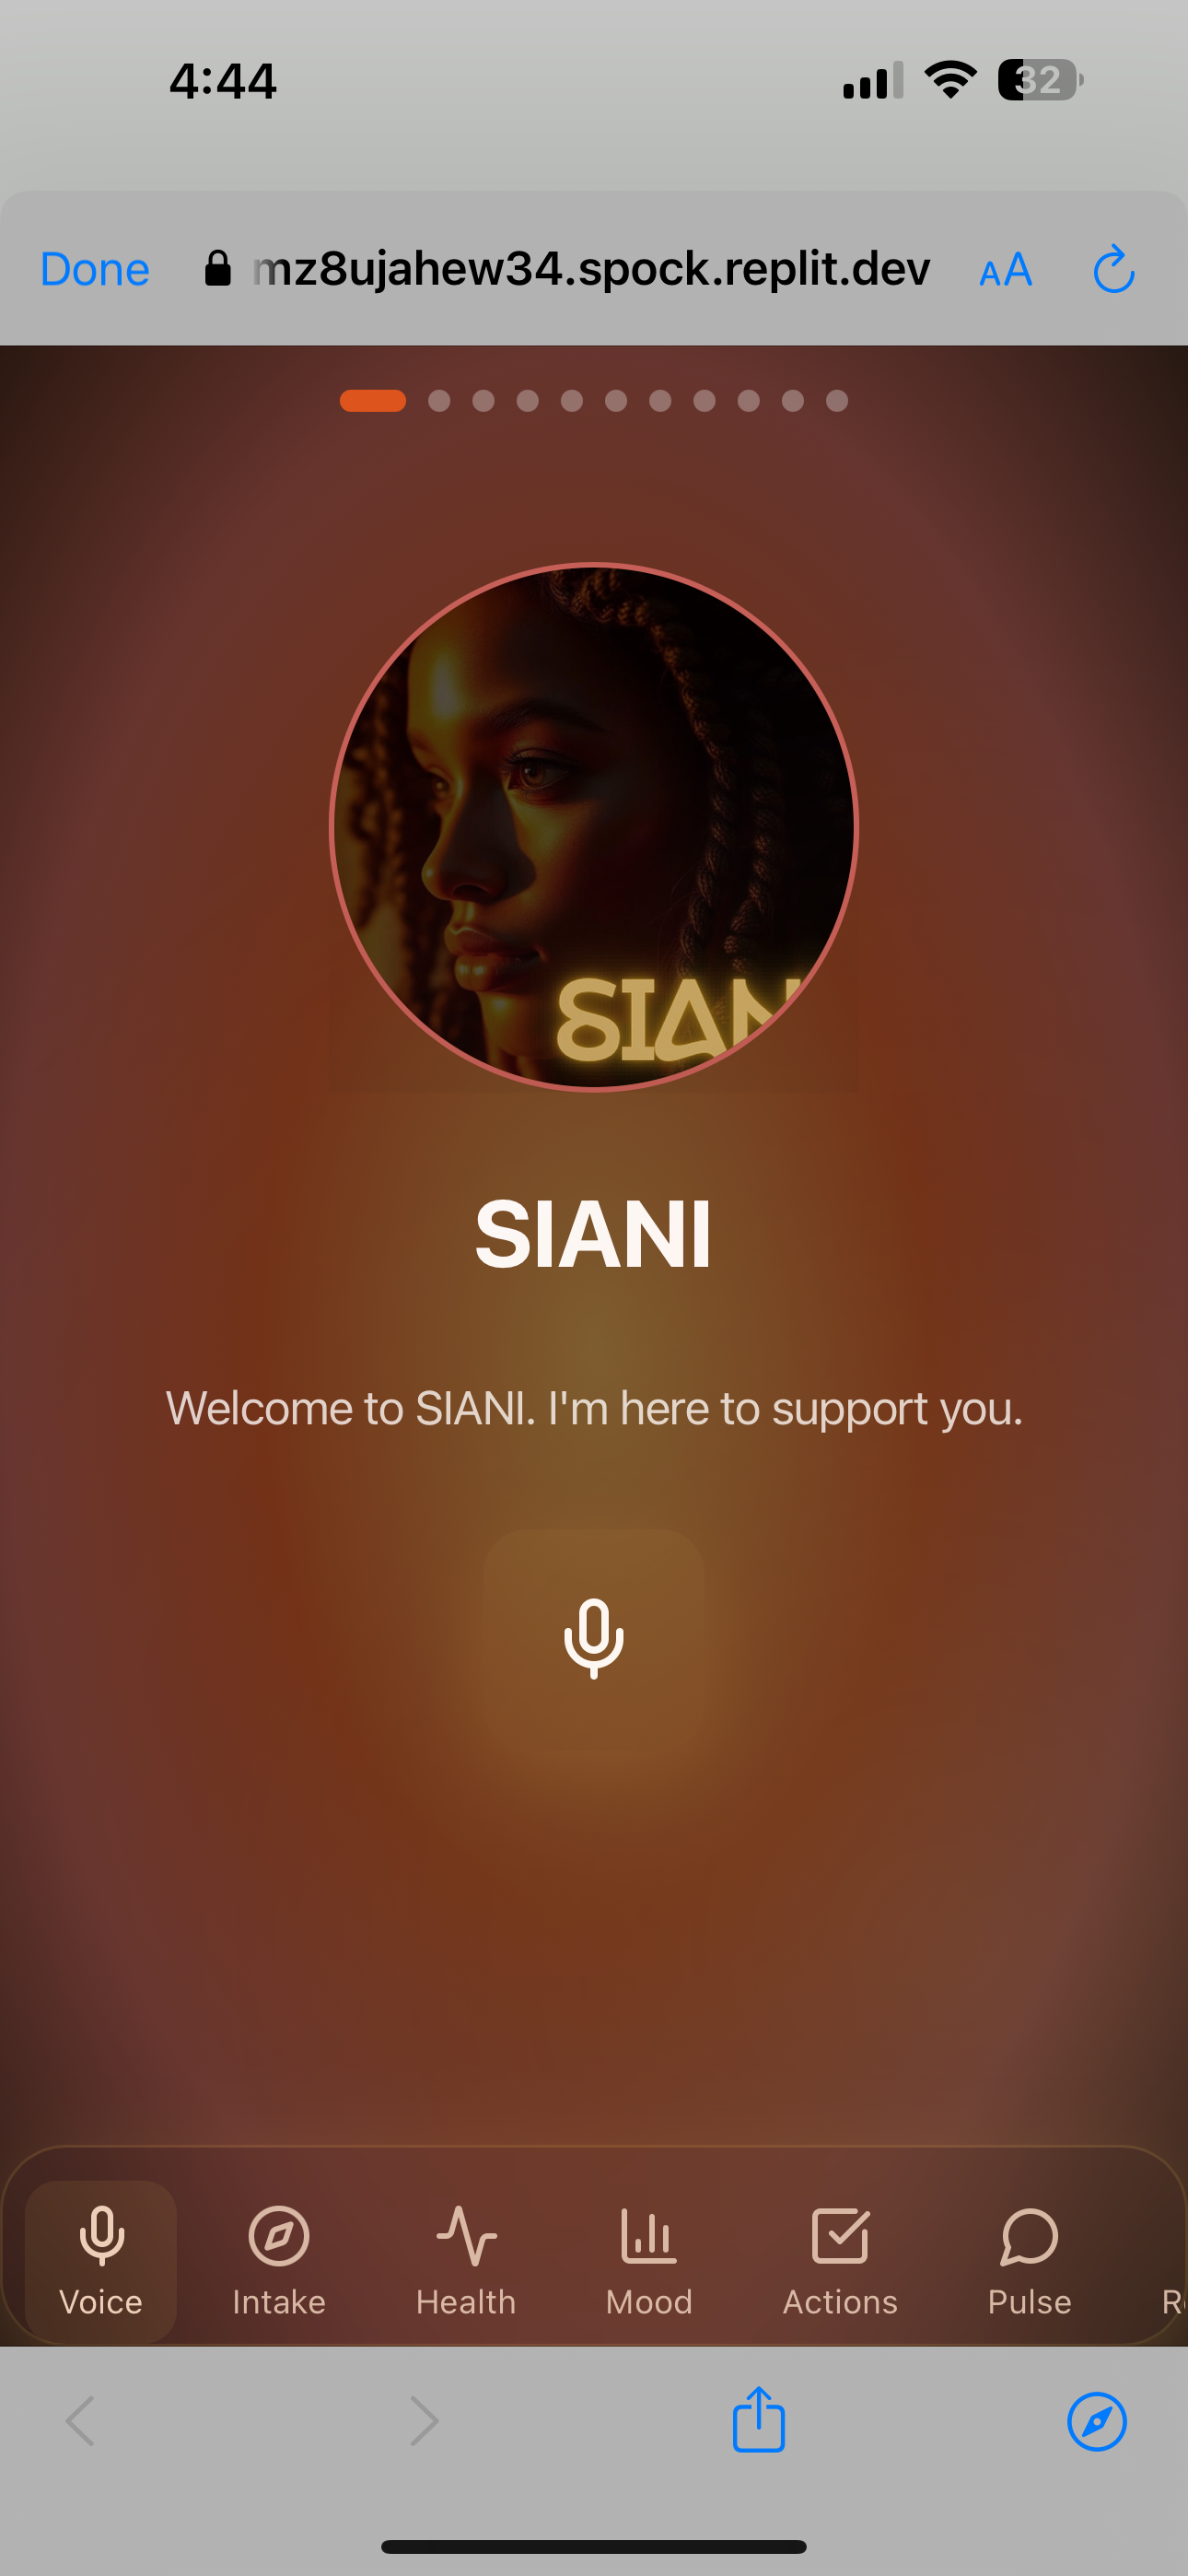 4:44
32
Done
mz8ujahew34.spock.replit.dev
AA
SIAN
SIANI
Welcome to SIANI. I'm here to support you.
Voice
Intake
Health
Mood
Actions
Pulse